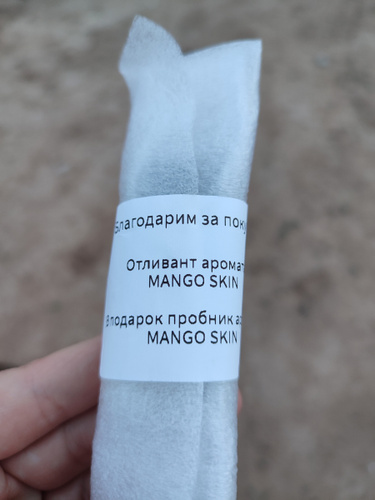 Благодарим за поку
Отливант аромат
MANGO SKIN
В подарок пробник а
MANGO SKIN